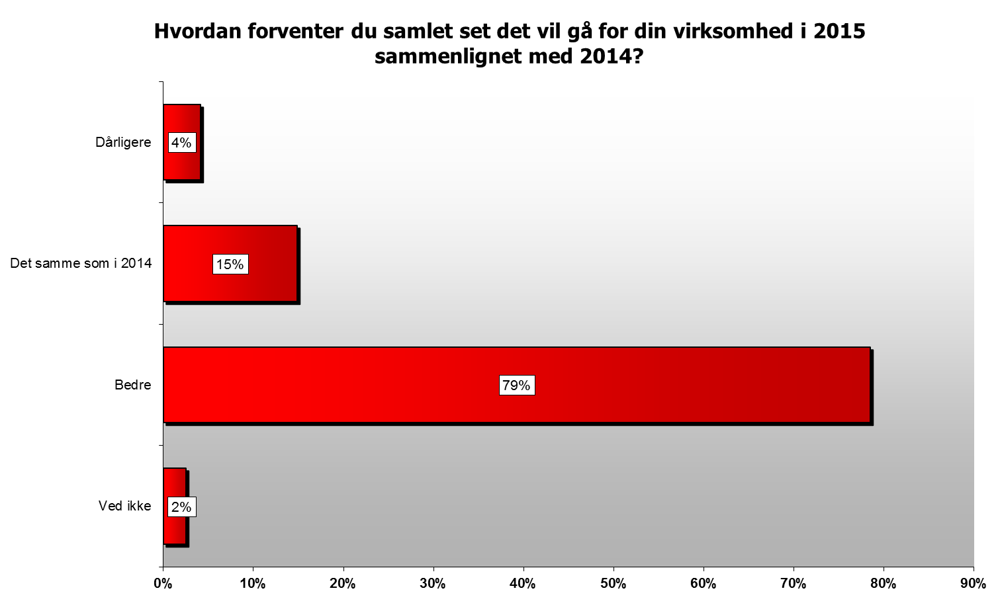 Hvordan forventer du samlet set det vil gå for din virksomhed i 2015
sammenlignet med 2014?
Dårligere
4%
Det samme som i 2014
15%
Bedre
79%
Ved ikke
2%
0%
10%
20%
30%
40%
50%
60%
70%
80%
90%